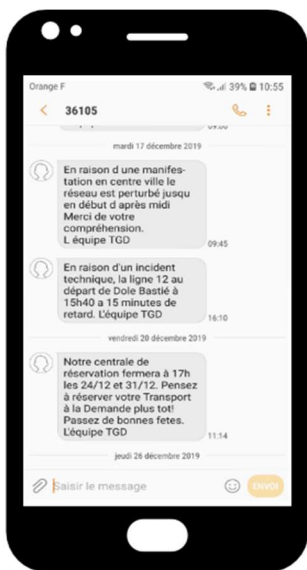 Orange F 39% 10:55
36105
09:00
mardi 17 décembre 2019
En raison d une manifes-
tation en centre ville le
réseau est perturbé jusqu
en début d après midi
Merci de votre
compréhension.
L équipe TGD
09:45
En raison d'un incident
technique, la ligne 12 au
départ de Dole Bastié à
15h40 a 15 minutes de
retard. L'équipe TGD
16:10
vendredi 20 décembre 2019
Notre centrale de
réservation fermera à 17h
les 24/12 et 31/12. Pensez
à réserver votre Transport
à la Demande plus tot!
Passez de bonnes fetes.
L'équipe TGD
11:14
jeudi 26 décembre 2019
Saisir le message
ENVOI